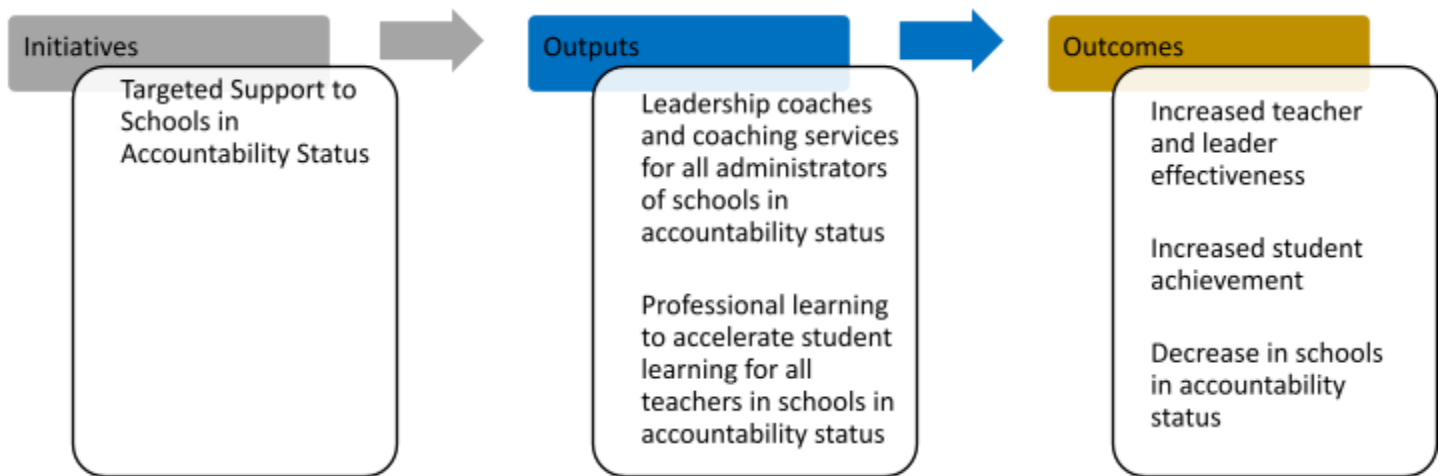 Initiatives
Targeted Support to
Schools in
Accountability Status
Outputs
Leadership coaches
and coaching services
for all administrators
of schools in
accountability status
Professional learning
to accelerate student
learning for all
teachers in schools in
accountability status
Outcomes
Increased teacher
and leader
effectiveness
Increased student
achievement
Decrease in schools
in accountability
status